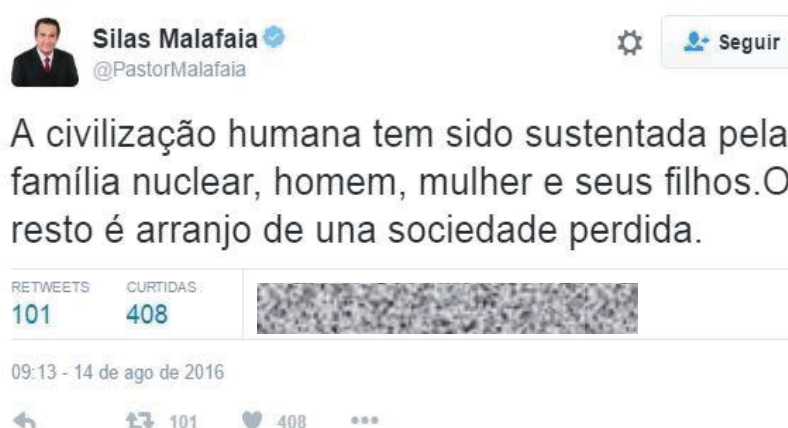 Silas Malafaia
@PastorMalafaia
Seguir
A civilização humana tem sido sustentada pela
família nuclear, homem, mulher e seus filhos.O
resto é arranjo de una sociedade perdida.
RETWEETS CURTIDAS
101 408
09:13 - 14 de ago de 2016
101 408